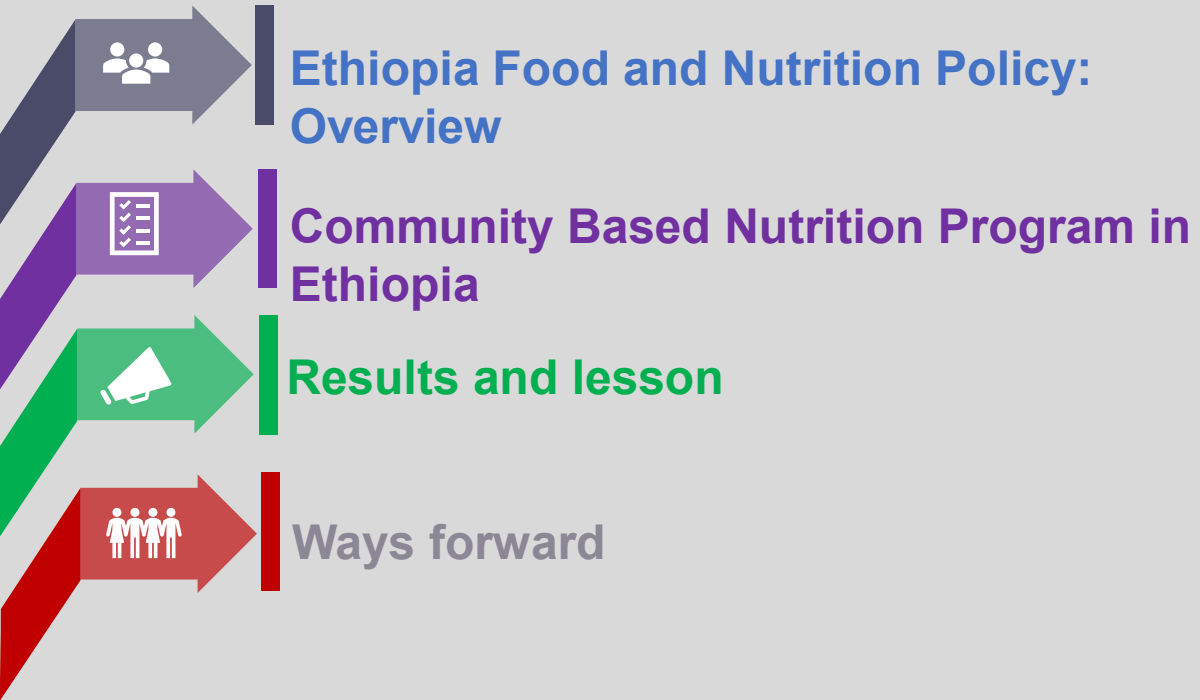 Ethiopia Food and Nutrition Policy:
Overview
Community Based Nutrition Program in
Ethiopia
Results and lesson
Ways forward